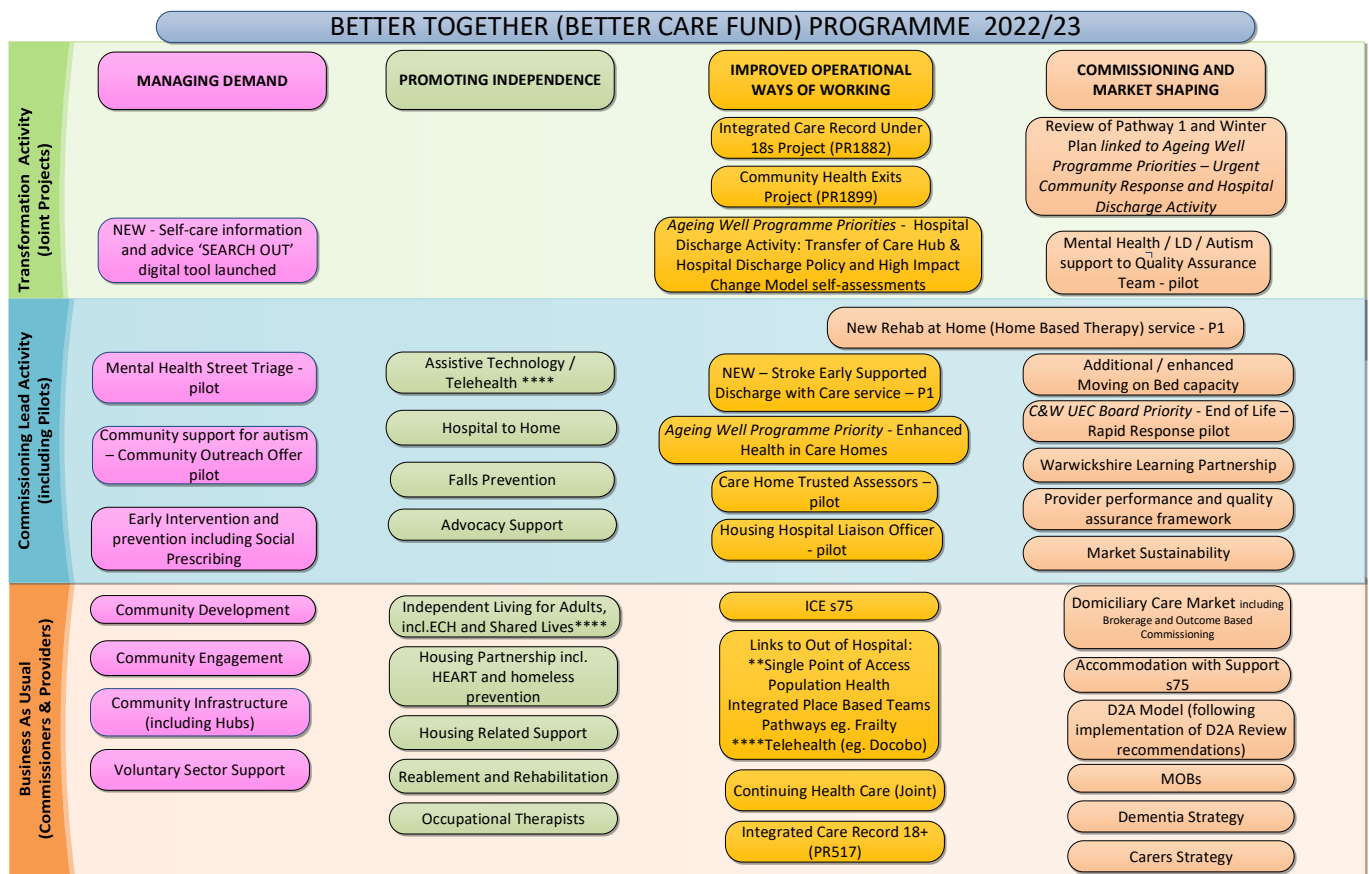 BETTER TOGETHER (BETTER CARE FUND) PROGRAMME 2022/23
Transformation Activity
(Joint Projects)
MANAGING DEMAND
PROMOTING INDEPENDENCE
IMPROVED OPERATIONAL
WAYS OF WORKING
COMMISSIONING AND
MARKET SHAPING
NEW - Self-care information
and advice ‘SEARCH OUT’
digital tool launched
Integrated Care Record Under
18s Project (PR1882)
Community Health Exits
Project (PR1899)
Ageing Well Programme Priorities - Hospital
Discharge Activity: Transfer of Care Hub &
Hospital Discharge Policy and High Impact
Change Model self-assessments
Review of Pathway 1 and Winter
Plan linked to Ageing Well
Programme Priorities – Urgent
Community Response and Hospital
Discharge Activity
Mental Health / LD / Autism
support to Quality Assurance
Team - pilot
Commissioning Lead Activity
(including Pilots)
New Rehab at Home (Home Based Therapy) service - P1
Mental Health Street Triage -
pilot
Community support for autism
– Community Outreach Offer
pilot
Early Intervention and
prevention including Social
Prescribing
Assistive Technology /
Telehealth ****
Hospital to Home
Falls Prevention
Advocacy Support
NEW – Stroke Early Supported
Discharge with Care service – P1
Ageing Well Programme Priority - Enhanced
Health in Care Homes
Care Home Trusted Assessors –
pilot
Housing Hospital Liaison Officer
- pilot
Additional / enhanced
Moving on Bed capacity
C&W UEC Board Priority - End of Life –
Rapid Response pilot
Warwickshire Learning Partnership
Provider performance and quality
assurance framework
Market Sustainability
Business As Usual
(Commissioners & Providers)
Community Development
Community Engagement
Community Infrastructure
(including Hubs)
Voluntary Sector Support
Independent Living for Adults,
incl.ECH and Shared Lives****
Housing Partnership incl.
HEART and homeless
prevention
Housing Related Support
Reablement and Rehabilitation
Occupational Therapists
ICE s75
Links to Out of Hospital:
**Single Point of Access
Population Health
Integrated Place Based Teams
Pathways eg. Frailty
****Telehealth (eg. Docobo)
Continuing Health Care (Joint)
Integrated Care Record 18+
(PR517)
Domiciliary Care Market including
Brokerage and Outcome Based
Commissioning
Accommodation with Support
s75
D2A Model (following
implementation of D2A Review
recommendations)
MOBs
Dementia Strategy
Carers Strategy